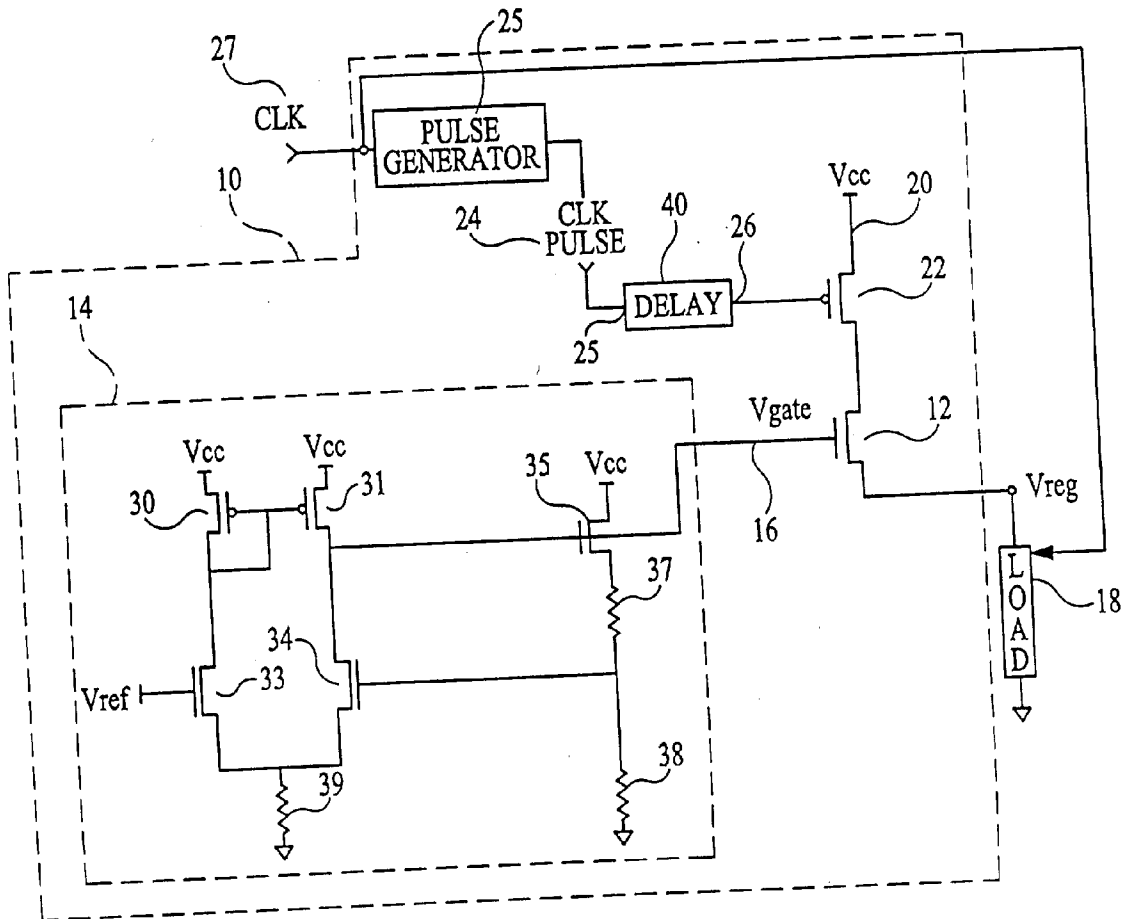 25
27
CLK
PULSE
GENERATOR
10
24
CLK
PULSE
40
26
Vcc
20
DELAY
25
22
14
Vgate
12
16
Vreg
Vcc
Vcc
30
31
35
Vcc
37
LOAD
18
Vref
33
34
39
38